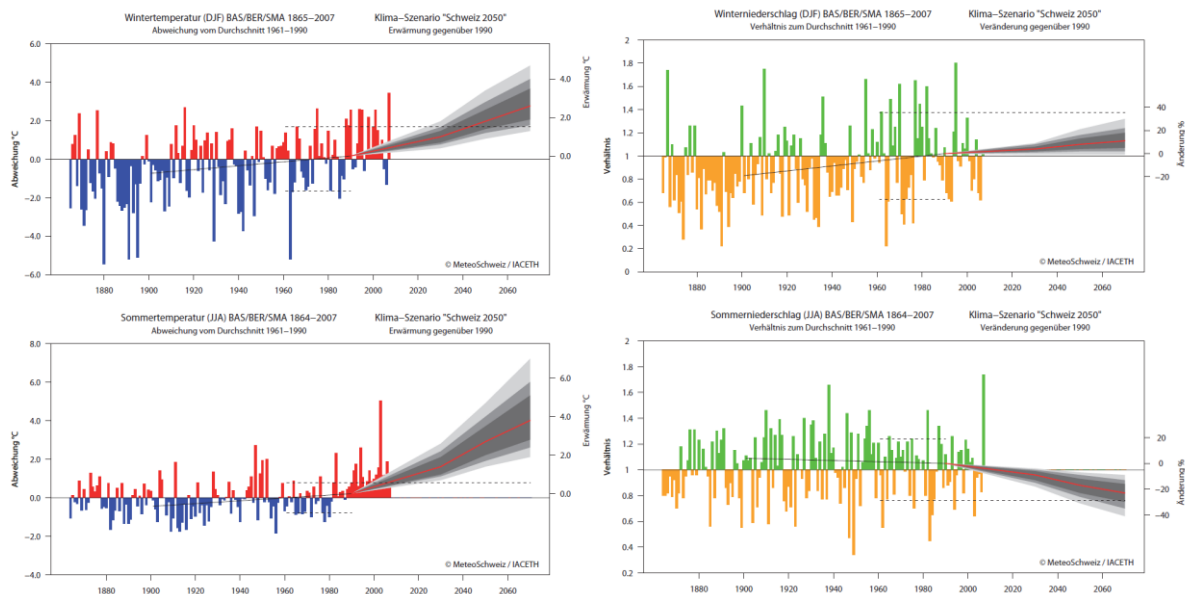 Wintertemperatur (DJF) BAS/BER/SMA 1865–2007
Abweichung vom Durchschnitt 1961–1990
Klima–Szenario "Schweiz 2050"
Erwärmung gegenüber 1990
Abweichung °C
6.0
4.0
2.0
0.0
−2.0
−4.0
−6.0
4.0
2.0
0.0
Erwärmung °C
© MeteoSchweiz / IACETH
1880 1900 1920 1940 1960 1980 2000 2020 2040 2060
Winterniederschlag (DJF) BAS/BER/SMA 1865–2007
Verhältnis zum Durchschnitt 1961–1990
Klima–Szenario "Schweiz 2050"
Veränderung gegenüber 1990
Verhältnis
2
1.8
1.6
1.4
1.2
1
0.8
0.6
0.4
0.2
0
40
20
0
−20
Änderung %
© MeteoSchweiz / IACETH
1880 1900 1920 1940 1960 1980 2000 2020 2040 2060
Sommertemperatur (JJA) BAS/BER/SMA 1864–2007
Abweichung vom Durchschnitt 1961–1990
Klima–Szenario "Schweiz 2050"
Erwärmung gegenüber 1990
Abweichung °C
8.0
6.0
4.0
2.0
0.0
−2.0
−4.0
6.0
4.0
2.0
0.0
Erwärmung °C
© MeteoSchweiz / IACETH
1880 1900 1920 1940 1960 1980 2000 2020 2040 2060
Sommerniederschlag (JJA) BAS/BER/SMA 1864–2007
Verhältnis zum Durchschnitt 1961–1990
Klima–Szenario "Schweiz 2050"
Veränderung gegenüber 1990
Verhältnis
2
1.8
1.6
1.4
1.2
1
0.8
0.6
0.4
0.2
20
0
−20
−40
Änderung %
© MeteoSchweiz / IACETH
1880 1900 1920 1940 1960 1980 2000 2020 2040 2060